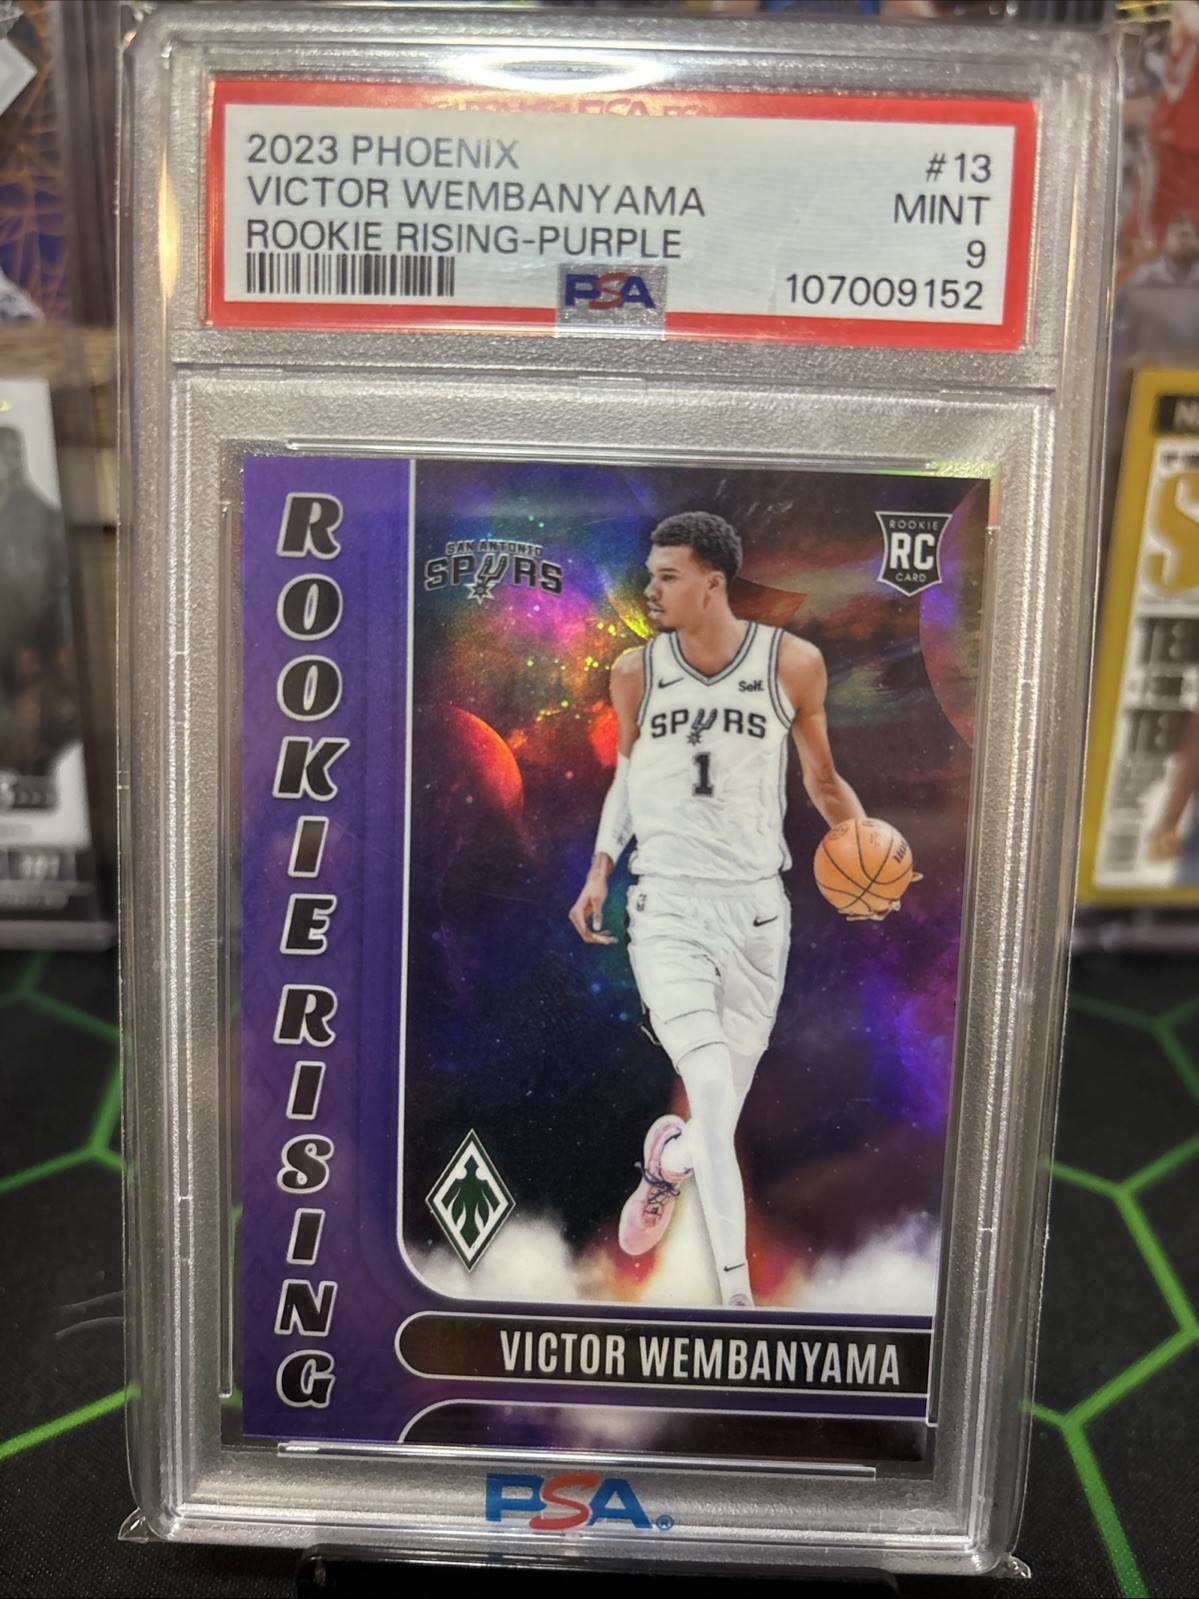 2023 PHOENIX #13
VICTOR WEMBANYAMA MINT
ROOKIE RISING-PURPLE 9
PSA 107009152
ROOKIE RISING
SAN ANTONIO
SPURS
ROOKIE
RC
CARD
Self.
SPURS
1
VICTOR WEMBANYAMA
PSA®